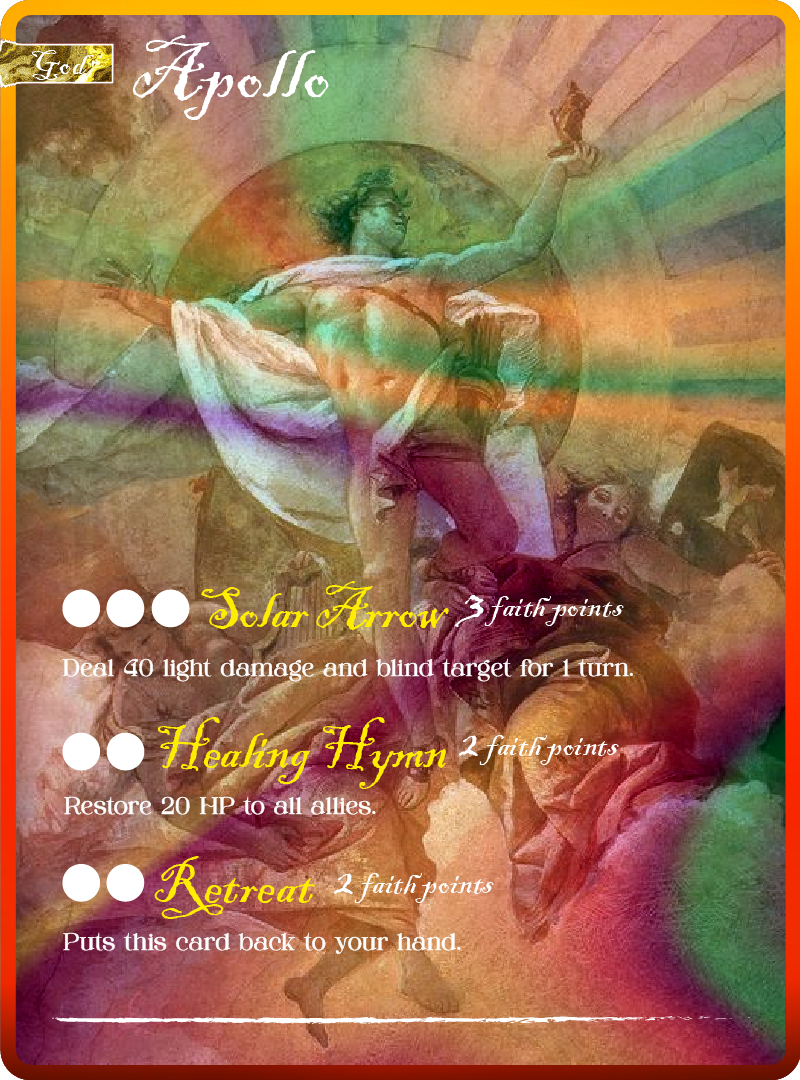 Gods
Apollo
Solar Arrow 3 faith points
Deal 40 light damage and blind target for 1 turn.
Healing Hymn 2 faith points
Restore 20 HP to all allies.
Retreat 2 faith points
Puts this card back to your hand.